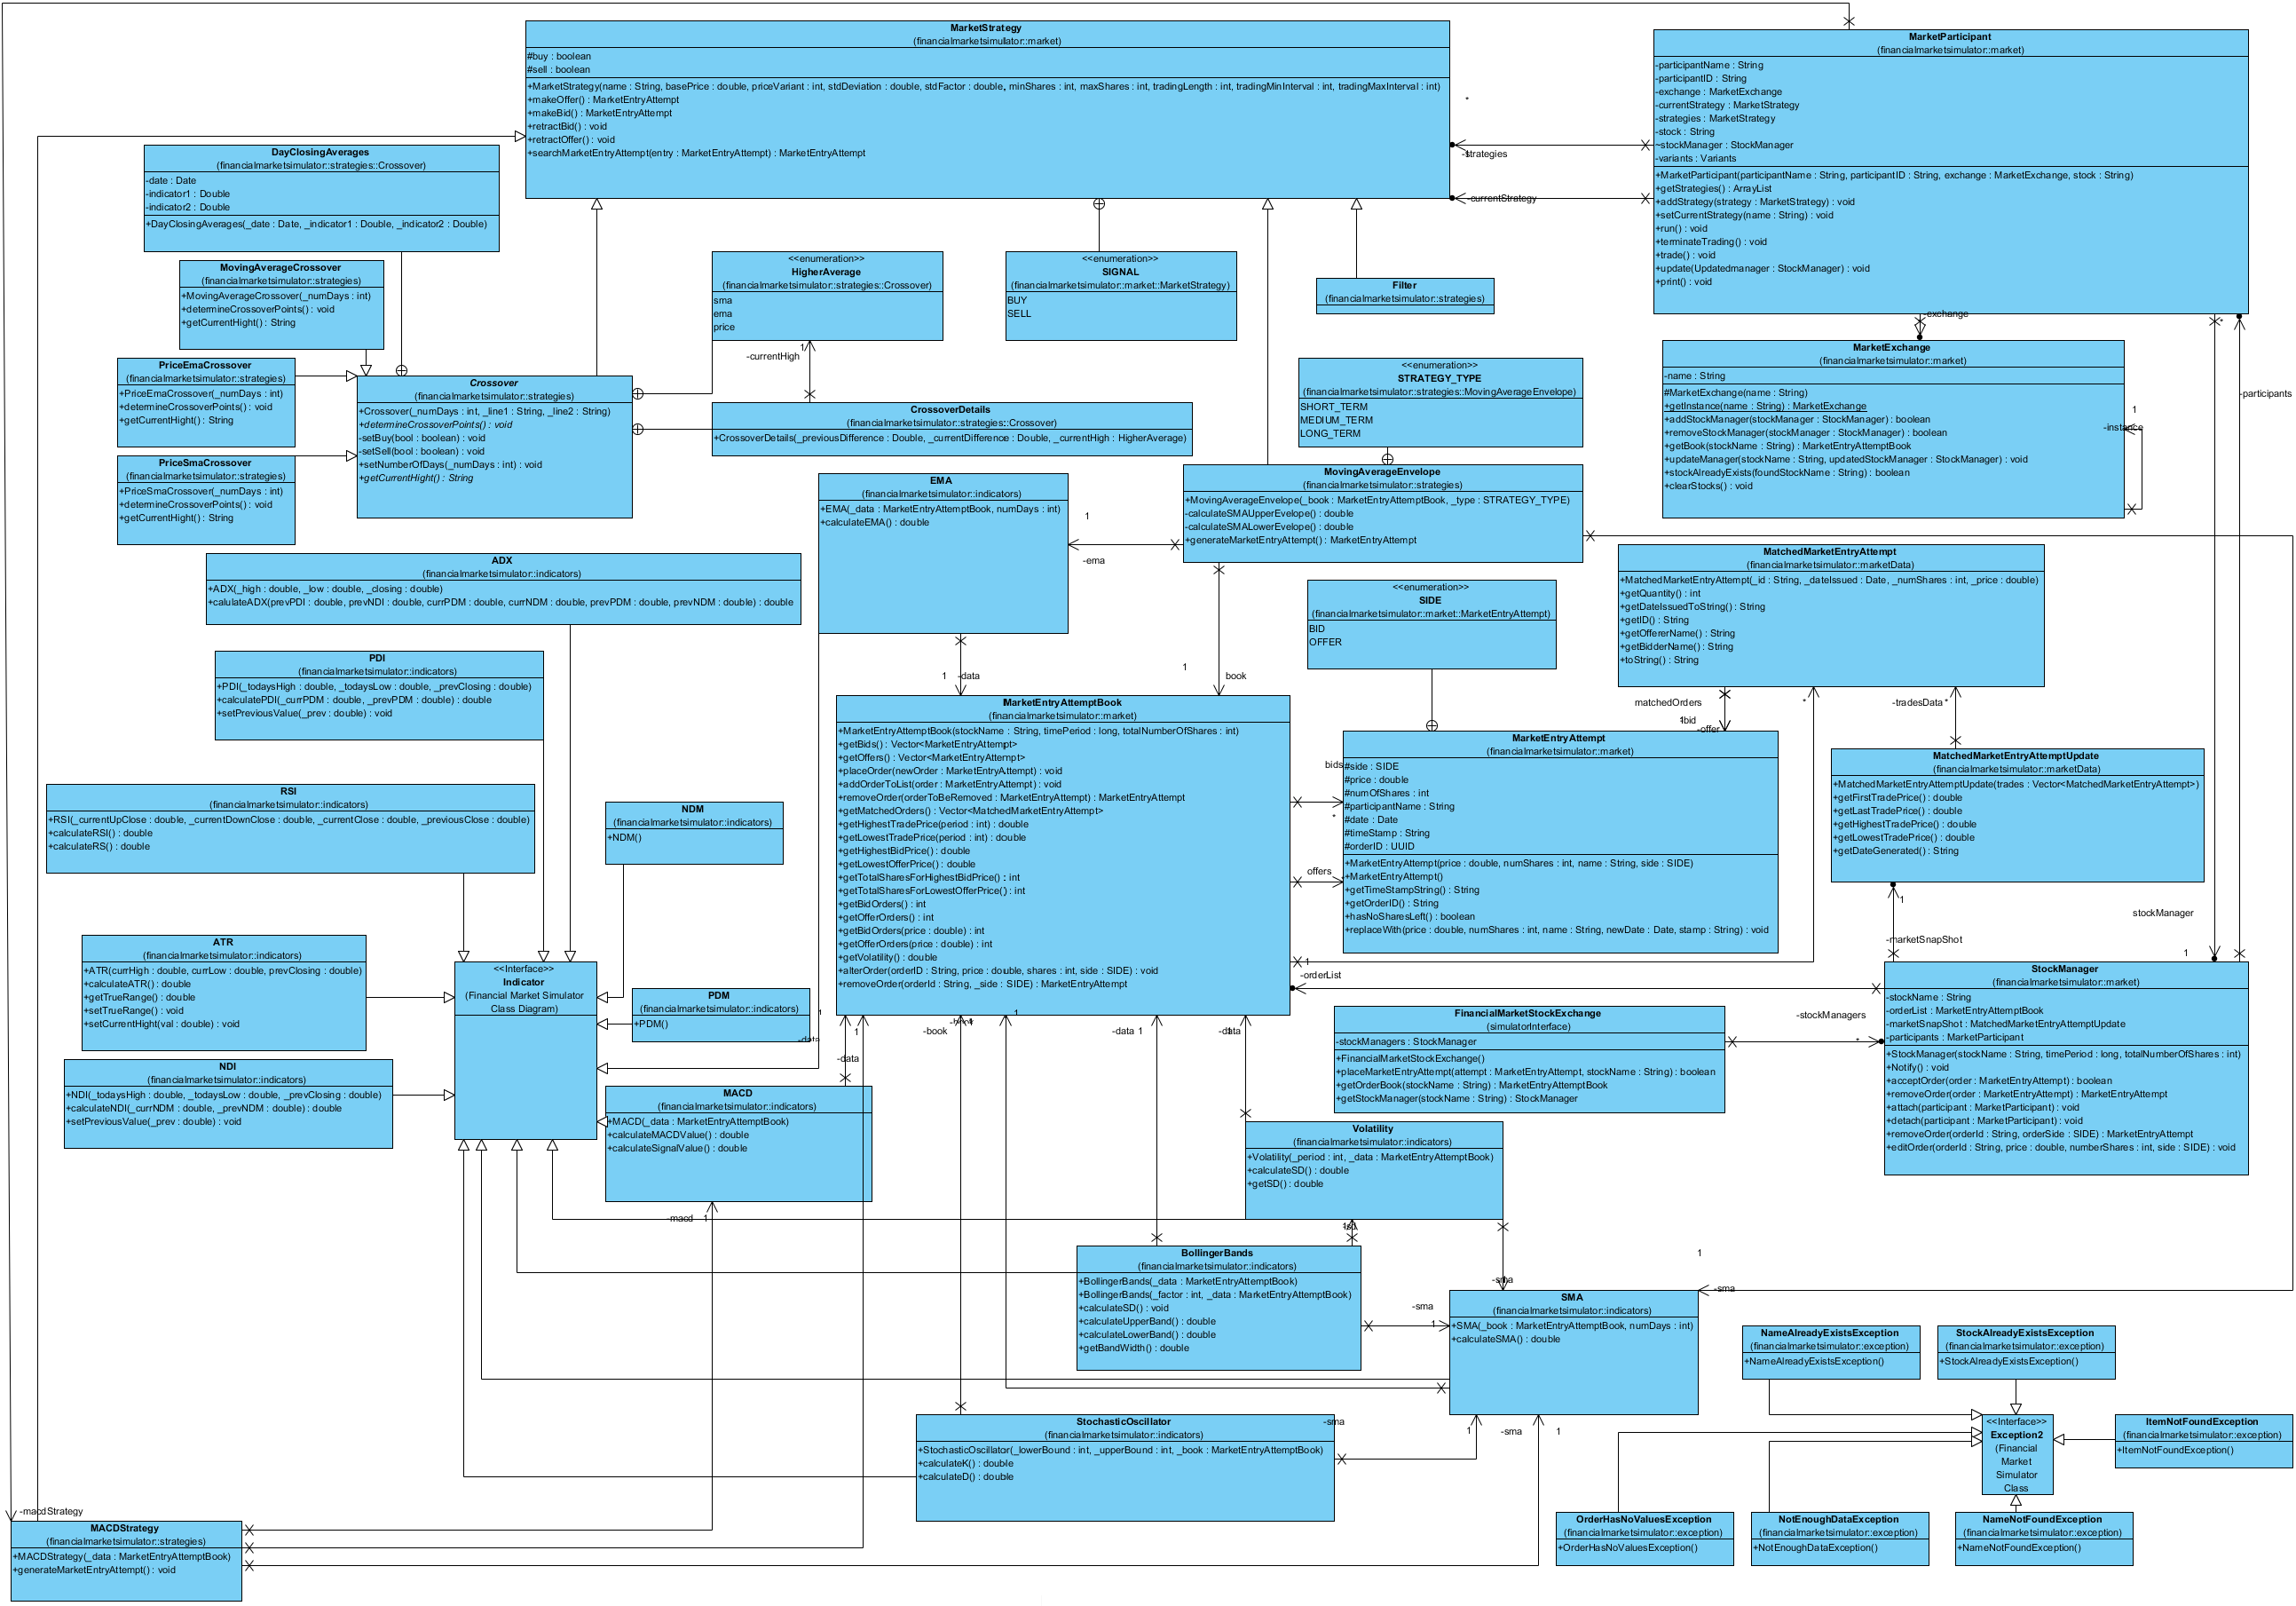 MarketStrategy
(financialmarketsimulator::market)
#buy : boolean
#sell : boolean
+MarketStrategy(name : String, basePrice : double, priceVariant : int, stdDeviation : double, stdFactor : double, minShares : int, maxShares : int, tradingLength : int, tradingMinInterval : int, tradingMaxInterval : int)
+makeOffer() : MarketEntryAttempt
+makeBid() : MarketEntryAttempt
+retractBid() : void
+retractOffer() : void
+searchMarketEntryAttempt(entry : MarketEntryAttempt) : MarketEntryAttempt
MarketParticipant
(financialmarketsimulator::market)
-participantName : String
-participantID : String
-exchange : MarketExchange
-currentStrategy : MarketStrategy
-strategies : MarketStrategy
-stock : String
~stockManager : StockManager
-variants : Variants
+MarketParticipant(participantName : String, participantID : String, exchange : MarketExchange, stock : String)
+getStrategies() : ArrayList
+addStrategy(strategy : MarketStrategy) : void
+setCurrentStrategy(name : String) : void
+run() : void
+terminateTrading() : void
+trade() : void
+update(Updatedmanager : StockManager) : void
+print() : void
*
-strategies
-currentStrategy
DayClosingAverages
(financialmarketsimulator::strategies::Crossover)
-date : Date
-indicator1 : Double
-indicator2 : Double
+DayClosingAverages(_date : Date, _indicator1 : Double, _indicator2 : Double)
MovingAverageCrossover
(financialmarketsimulator::strategies)
+MovingAverageCrossover(_numDays : int)
+determineCrossoverPoints() : void
+getCurrentHight() : String
<<enumeration>>
HigherAverage
(financialmarketsimulator::strategies::Crossover)
sma
ema
price
<<enumeration>>
SIGNAL
(financialmarketsimulator::market::MarketStrategy)
BUY
SELL
Filter
(financialmarketsimulator::strategies)
-exchange
*
MarketExchange
(financialmarketsimulator::market)
-name : String
#MarketExchange(name : String)
+getInstance(name : String) : MarketExchange
+addStockManager(stockManager : StockManager) : boolean
+removeStockManager(stockManager : StockManager) : boolean
+getBook(stockName : String) : MarketEntryAttemptBook
+updateManager(stockName : String, updatedStockManager : StockManager) : void
+stockAlreadyExists(foundStockName : String) : boolean
+clearStocks() : void
1
-instance
-participants
PriceEmaCrossover
(financialmarketsimulator::strategies)
+PriceEmaCrossover(_numDays : int)
+determineCrossoverPoints() : void
+getCurrentHight() : String
PriceSmaCrossover
(financialmarketsimulator::strategies)
+PriceSmaCrossover(_numDays : int)
+determineCrossoverPoints() : void
+getCurrentHight() : String
Crossover
(financialmarketsimulator::strategies)
+Crossover(_numDays : int, _line1 : String, _line2 : String)
+determineCrossoverPoints() : void
-setBuy(bool : boolean) : void
-setSell(bool : boolean) : void
+setNumberOfDays(_numDays : int) : void
+getCurrentHight() : String
1
-currentHigh
CrossoverDetails
(financialmarketsimulator::strategies::Crossover)
+CrossoverDetails(_previousDifference : Double, _currentDifference : Double, _currentHigh : HigherAverage)
<<enumeration>>
STRATEGY_TYPE
(financialmarketsimulator::strategies::MovingAverageEnvelope)
SHORT_TERM
MEDIUM_TERM
LONG_TERM
MovingAverageEnvelope
(financialmarketsimulator::strategies)
+MovingAverageEnvelope(_book : MarketEntryAttemptBook, _type : STRATEGY_TYPE)
-calculateSMAUpperEvelope() : double
-calculateSMALowerEvelope() : double
+generateMarketEntryAttempt() : MarketEntryAttempt
EMA
(financialmarketsimulator::indicators)
+EMA(_data : MarketEntryAttemptBook, numDays : int)
+calculateEMA() : double
1
-ema
ADX
(financialmarketsimulator::indicators)
+ADX(_high : double, _low : double, _closing : double)
+calulateADX(prevPDI : double, prevNDI : double, currPDM : double, currNDM : double, prevPDM : double, prevNDM : double) : double
<<enumeration>>
SIDE
(financialmarketsimulator::market::MarketEntryAttempt)
BID
OFFER
MatchedMarketEntryAttempt
(financialmarketsimulator::marketData)
+MatchedMarketEntryAttempt(_id : String, _dateIssued : Date, _numShares : int, _price : double)
+getQuantity() : int
+getDateIssuedToString() : String
+getID() : String
+getOffererName() : String
+getBidderName() : String
+toString() : String
PDI
(financialmarketsimulator::indicators)
+PDI(_todaysHigh : double, _todaysLow : double, _prevClosing : double)
+calculatePDI(_currPDM : double, _prevPDM : double) : double
+setPreviousValue(_prev : double) : void
1
-data
1
book
matchedOrders
*
-tradesData *
-bid
-offer
MarketEntryAttemptBook
(financialmarketsimulator::market)
+MarketEntryAttemptBook(stockName : String, timePeriod : long, totalNumberOfShares : int)
+getBids() : Vector<MarketEntryAttempt>
+getOffers() : Vector<MarketEntryAttempt>
+placeOrder(newOrder : MarketEntryAttempt) : void
+addOrderToList(order : MarketEntryAttempt) : void
+removeOrder(orderToBeRemoved : MarketEntryAttempt) : MarketEntryAttempt
+getMatchedOrders() : Vector<MatchedMarketEntryAttempt>
+getHighestTradePrice(period : int) : double
+getLowestTradePrice(period : int) : double
+getHighestBidPrice() : double
+getLowestOfferPrice() : double
+getTotalSharesForHighestBidPrice() : int
+getTotalSharesForLowestOfferPrice() : int
+getBidOrders() : int
+getOfferOrders() : int
+getBidOrders(price : double) : int
+getOfferOrders(price : double) : int
+getVolatility() : double
+alterOrder(orderID : String, price : double, shares : int, side : SIDE) : void
+removeOrder(orderId : String, _side : SIDE) : MarketEntryAttempt
bids
*
offers
MarketEntryAttempt
(financialmarketsimulator::market)
#side : SIDE
#price : double
#numOfShares : int
#participantName : String
#date : Date
#timeStamp : String
#orderID : UUID
+MarketEntryAttempt(price : double, numShares : int, name : String, side : SIDE)
+MarketEntryAttempt()
+getTimeStampString() : String
+getOrderID() : String
+hasNoSharesLeft() : boolean
+replaceWith(price : double, numShares : int, name : String, newDate : Date, stamp : String) : void
MatchedMarketEntryAttemptUpdate
(financialmarketsimulator::marketData)
+MatchedMarketEntryAttemptUpdate(trades : Vector<MatchedMarketEntryAttempt>)
+getFirstTradePrice() : double
+getLastTradePrice() : double
+getHighestTradePrice() : double
+getLowestTradePrice() : double
+getDateGenerated() : String
RSI
(financialmarketsimulator::indicators)
+RSI(_currentUpClose : double, _currentDownClose : double, _currentClose : double, _previousClose : double)
+calculateRSI() : double
+calculateRS() : double
NDM
(financialmarketsimulator::indicators)
+NDM()
1
-marketSnapShot
stockManager
1
ATR
(financialmarketsimulator::indicators)
+ATR(currHigh : double, currLow : double, prevClosing : double)
+calculateATR() : double
+getTrueRange() : double
+setTrueRange() : void
+setCurrentHight(val : double) : void
<<Interface>>
Indicator
(Financial Market Simulator
Class Diagram)
PDM
(financialmarketsimulator::indicators)
+PDM()
1
-orderList
StockManager
(financialmarketsimulator::market)
-stockName : String
-orderList : MarketEntryAttemptBook
-marketSnapShot : MatchedMarketEntryAttemptUpdate
-participants : MarketParticipant
+StockManager(stockName : String, timePeriod : long, totalNumberOfShares : int)
+Notify() : void
+acceptOrder(order : MarketEntryAttempt) : boolean
+removeOrder(order : MarketEntryAttempt) : MarketEntryAttempt
+attach(participant : MarketParticipant) : void
+detach(participant : MarketParticipant) : void
+removeOrder(orderId : String, orderSide : SIDE) : MarketEntryAttempt
+editOrder(orderId : String, price : double, numberShares : int, side : SIDE) : void
FinancialMarketStockExchange
(simulatorInterface)
-stockManagers : StockManager
+FinancialMarketStockExchange()
+placeMarketEntryAttempt(attempt : MarketEntryAttempt, stockName : String) : boolean
+getOrderBook(stockName : String) : MarketEntryAttemptBook
+getStockManager(stockName : String) : StockManager
-stockManagers
*
1
-data
-data
1
-book
1
-data 1
-data
NDI
(financialmarketsimulator::indicators)
+NDI(_todaysHigh : double, _todaysLow : double, _prevClosing : double)
+calculateNDI(_currNDM : double, _prevNDM : double) : double
+setPreviousValue(_prev : double) : void
MACD
(financialmarketsimulator::indicators)
+MACD(_data : MarketEntryAttemptBook)
+calculateMACDValue() : double
+calculateSignalValue() : double
-macd 1
Volatility
(financialmarketsimulator::indicators)
+Volatility(_period : int, _data : MarketEntryAttemptBook)
+calculateSD() : double
+getSD() : double
BollingerBands
(financialmarketsimulator::indicators)
+BollingerBands(_data : MarketEntryAttemptBook)
+BollingerBands(_factor : int, _data : MarketEntryAttemptBook)
+calculateSD() : void
+calculateUpperBand() : double
+calculateLowerBand() : double
+getBandWidth() : double
-sma
1
-sma
1
-sma
SMA
(financialmarketsimulator::indicators)
+SMA(_book : MarketEntryAttemptBook, numDays : int)
+calculateSMA() : double
NameAlreadyExistsException
(financialmarketsimulator::exception)
+NameAlreadyExistsException()
StockAlreadyExistsException
(financialmarketsimulator::exception)
+StockAlreadyExistsException()
StochasticOscillator
(financialmarketsimulator::indicators)
+StochasticOscillator(_lowerBound : int, _upperBound : int, _book : MarketEntryAttemptBook)
+calculateK() : double
+calculateD() : double
-sma
1
-sma
1
<<Interface>>
Exception2
(Financial
Market
Simulator
Class
ItemNotFoundException
(financialmarketsimulator::exception)
+ItemNotFoundException()
-macdStrategy
MACDStrategy
(financialmarketsimulator::strategies)
+MACDStrategy(_data : MarketEntryAttemptBook)
+generateMarketEntryAttempt() : void
OrderHasNoValuesException
(financialmarketsimulator::exception)
+OrderHasNoValuesException()
NotEnoughDataException
(financialmarketsimulator::exception)
+NotEnoughDataException()
NameNotFoundException
(financialmarketsimulator::exception)
+NameNotFoundException()